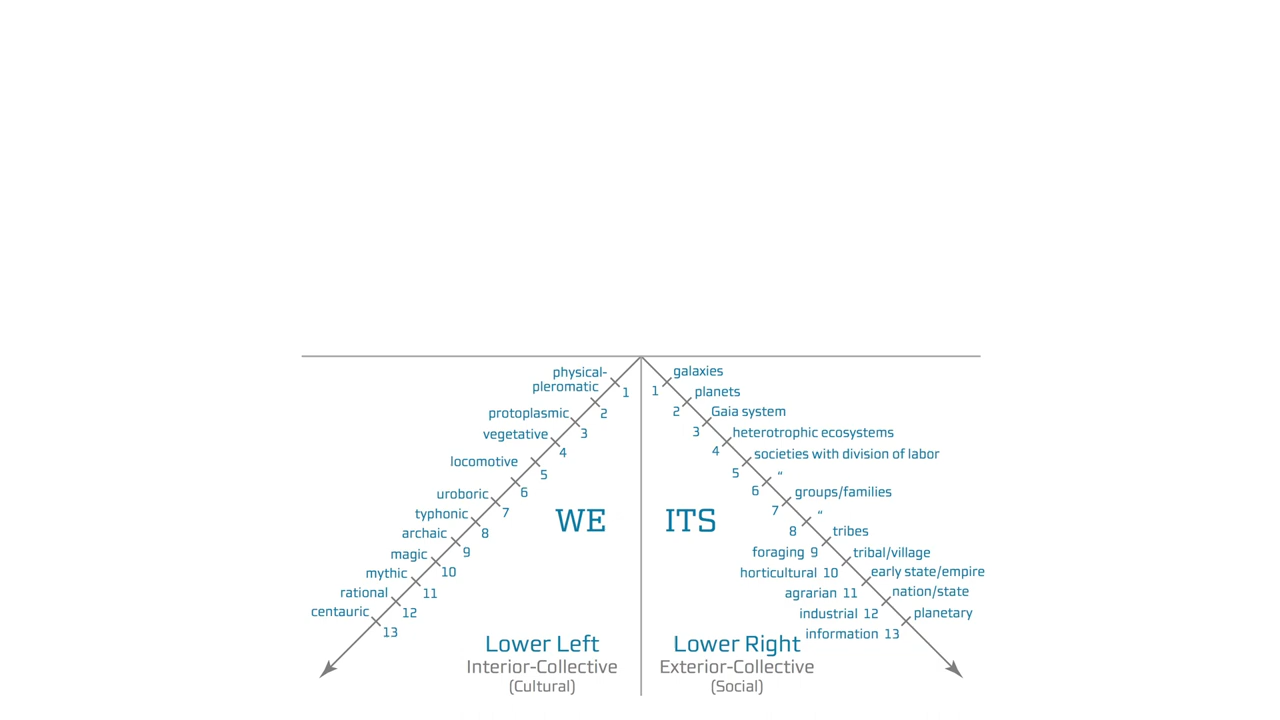 physical-
pleromatic
1
2
protoplasmic
3
vegetative
4
locomotive
5
6
uroboric
7
typhonic
8
archaic
9
magic
10
mythic
11
rational
12
centauric
13
WE
Lower Left
Interior-Collective
(Cultural)
galaxies
1
planets
2
Gaia system
3
heterotrophic ecosystems
4
societies with division of labor
5
“
6
groups/families
7
“
8
tribes
foraging 9
tribal/village
horticultural 10
early state/empire
agrarian 11
nation/state
industrial 12
planetary
information 13
ITS
Lower Right
Exterior-Collective
(Social)